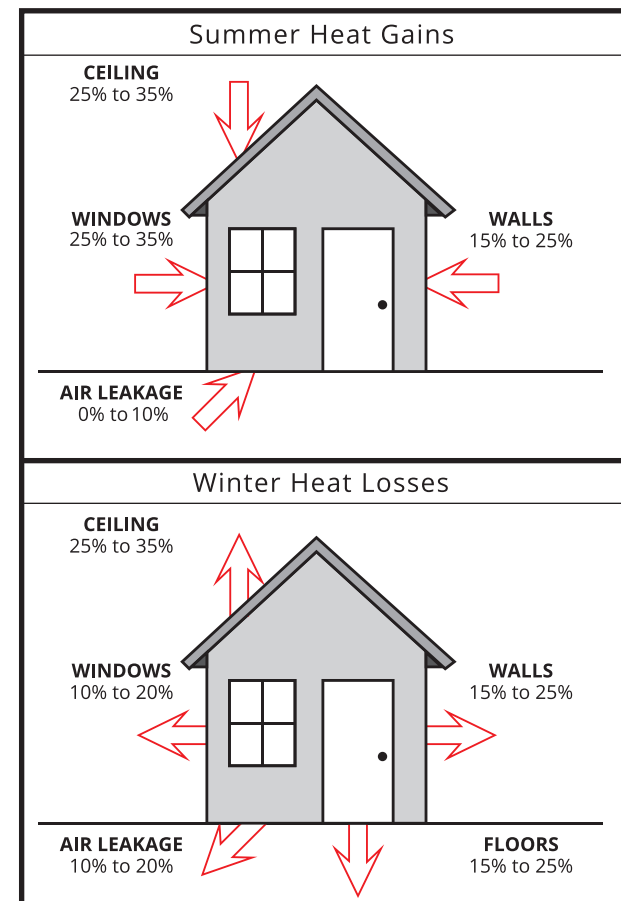 Summer Heat Gains
CEILING
25% to 35%
WINDOWS
25% to 35%
WALLS
15% to 25%
AIR LEAKAGE
0% to 10%
Winter Heat Losses
CEILING
25% to 35%
WINDOWS
10% to 20%
WALLS
15% to 25%
AIR LEAKAGE
10% to 20%
FLOORS
15% to 25%